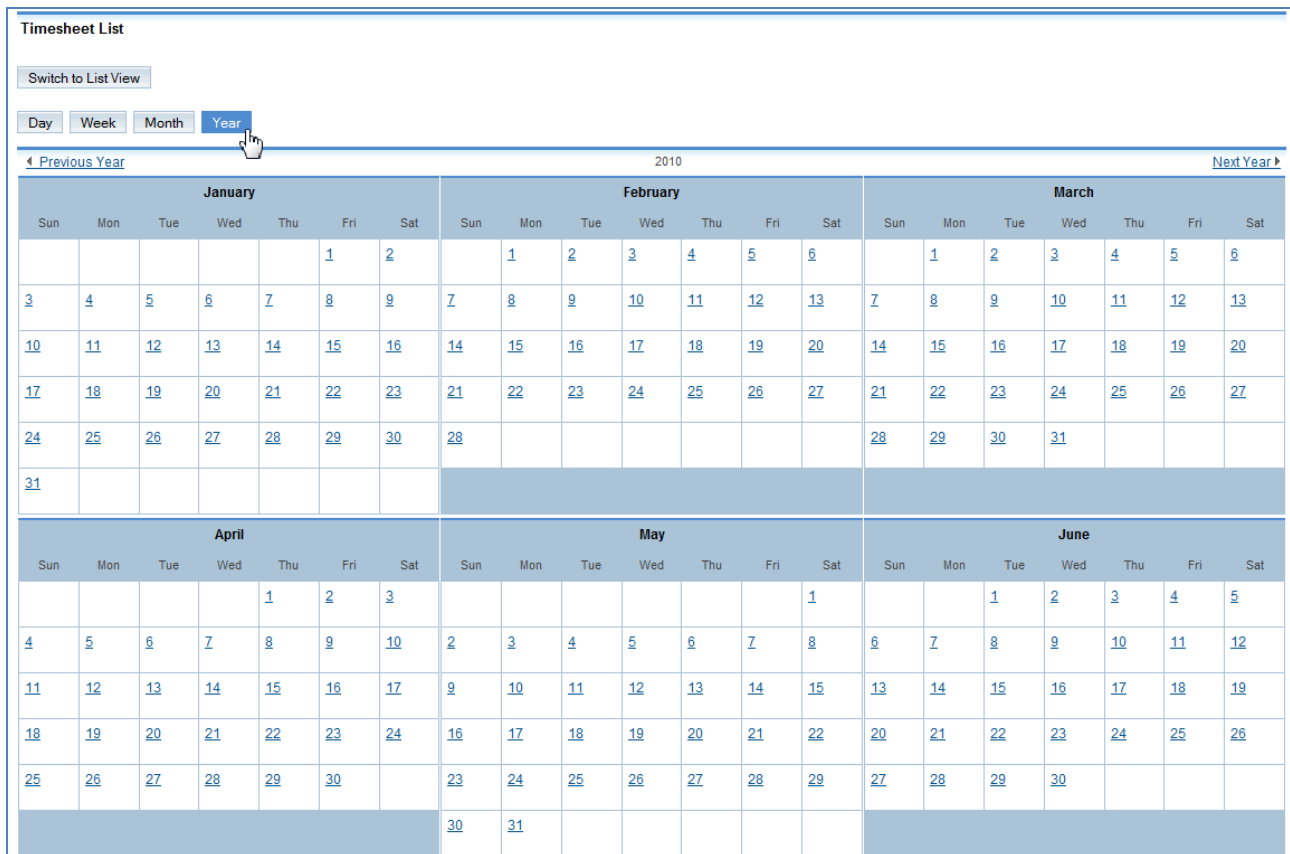 Timesheet List
Switch to List View
Day Week Month Year
Previous Year 2010 Next Year
January February March
Sun Mon Tue Wed Thu Fri Sat Sun Mon Tue Wed Thu Fri Sat Sun Mon Tue Wed Thu Fri Sat
1 2 1 2 3 4 5 6 1 2 3 4 5 6
3 4 5 6 7 8 9 7 8 9 10 11 12 13 7 8 9 10 11 12 13
10 11 12 13 14 15 16 14 15 16 17 18 19 20 14 15 16 17 18 19 20
17 18 19 20 21 22 23 21 22 23 24 25 26 27 21 22 23 24 25 26 27
24 25 26 27 28 29 30 28 28 29 30 31
31
April May June
Sun Mon Tue Wed Thu Fri Sat Sun Mon Tue Wed Thu Fri Sat Sun Mon Tue Wed Thu Fri Sat
1 2 3 1 1 2 3 4 5
4 5 6 7 8 9 10 2 3 4 5 6 7 8 6 7 8 9 10 11 12
11 12 13 14 15 16 17 9 10 11 12 13 14 15 13 14 15 16 17 18 19
18 19 20 21 22 23 24 16 17 18 19 20 21 22 20 21 22 23 24 25 26
25 26 27 28 29 30 23 24 25 26 27 28 29 27 28 29 30
30 31